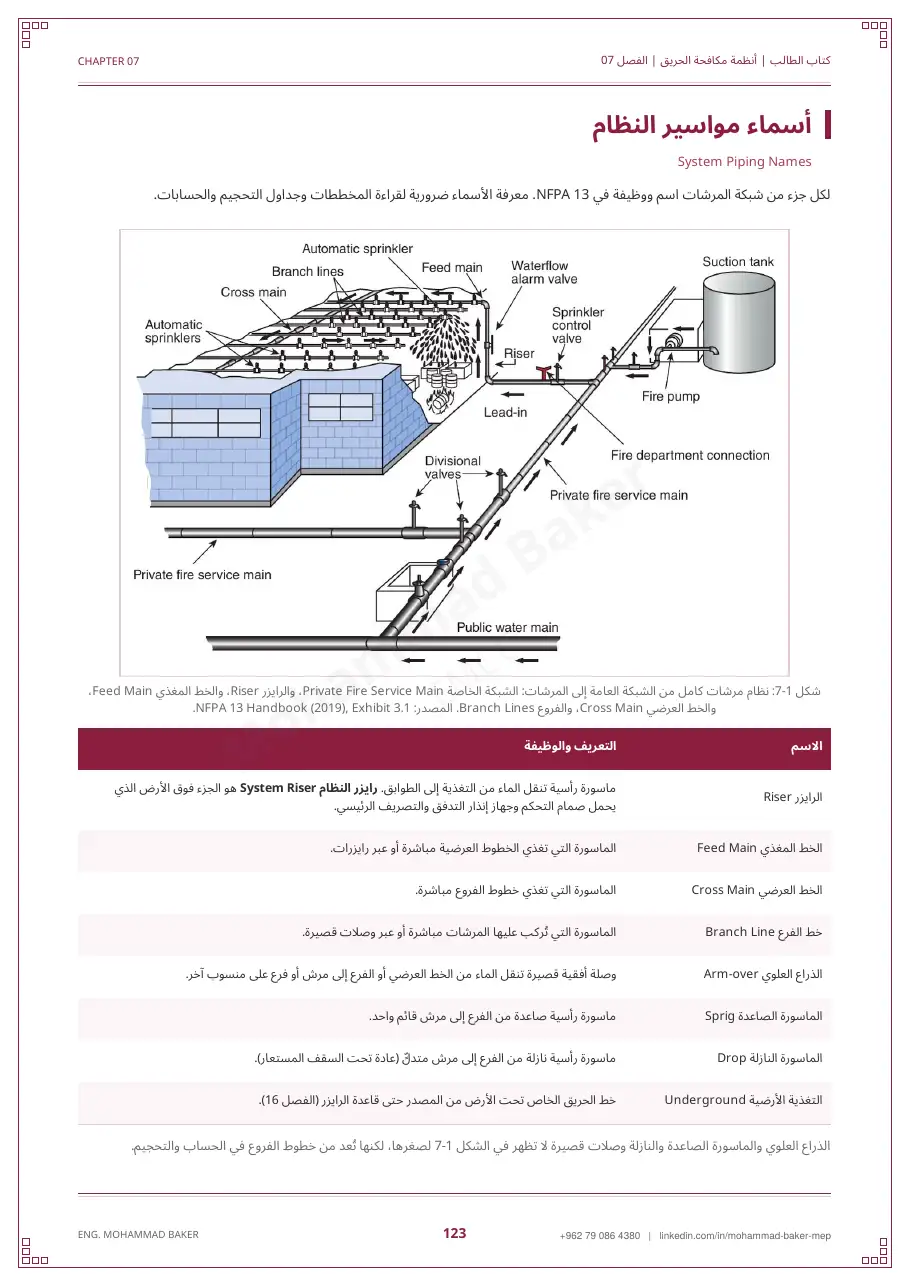 CHAPTER 07
كتاب الطالب | أنظمة مكافحة الحريق | الفصل 07
أسماء مواسير النظام
System Piping Names
لكل جزء من شبكة المرشات اسم ووظيفة في NFPA 13. معرفة الأسماء ضرورية لقراءة المخططات وجداول التحجيم والحسابات.
Automatic sprinkler
Branch lines
Feed main
Waterflow
alarm valve
Suction tank
Cross main
Automatic
sprinklers
Sprinkler
control
valve
Riser
Fire pump
Lead-in
Fire department connection
Divisional
valves
Private fire service main
Private fire service main
Public water main
Mohammad Baker
شكل 1-7: نظام مرشات كامل من الشبكة العامة إلى المرشات: الشبكة الخاصة Private Fire Service Main، والرايزر Riser، والخط المغذي Feed Main،
والخط العرضي Cross Main، والفروع Branch Lines. المصدر: NFPA 13 Handbook (2019), Exhibit 3.1.
الاسم
التعريف والوظيفة
الرايزر Riser
ماسورة رأسية تنقل الماء من التغذية إلى الطوابق. رايزر النظام System Riser هو الجزء فوق الأرض الذي
يحمل صمام التحكم وجهاز إنذار التدفق والتصريف الرئيسي.
الخط المغذي Feed Main
الماسورة التي تغذي الخطوط العرضية مباشرة أو عبر رايزرات.
الخط العرضي Cross Main
الماسورة التي تغذي خطوط الفروع مباشرة.
خط الفرع Branch Line
الماسورة التي تُركب عليها المرشات مباشرة أو عبر وصلات قصيرة.
الذراع العلوي Arm-over
وصلة أفقية قصيرة تنقل الماء من الخط العرضي أو الفرع إلى مرش أو فرع على منسوب آخر.
الماسورة الصاعدة Sprig
ماسورة رأسية صاعدة من الفرع إلى مرش قائم واحد.
الماسورة النازلة Drop
ماسورة رأسية نازلة من الفرع إلى مرش متدلٍّ (عادة تحت السقف المستعار).
التغذية الأرضية Underground
خط الحريق الخاص تحت الأرض من المصدر حتى قاعدة الرايزر (الفصل 16).
الذراع العلوي والماسورة الصاعدة والنازلة وصلات قصيرة لا تظهر في الشكل 1-7 لصغرها، لكنها تُعد من خطوط الفروع في الحساب والتحجيم.
ENG. MOHAMMAD BAKER
123
+962 79 086 4380 | linkedin.com/in/mohammad-baker-mep